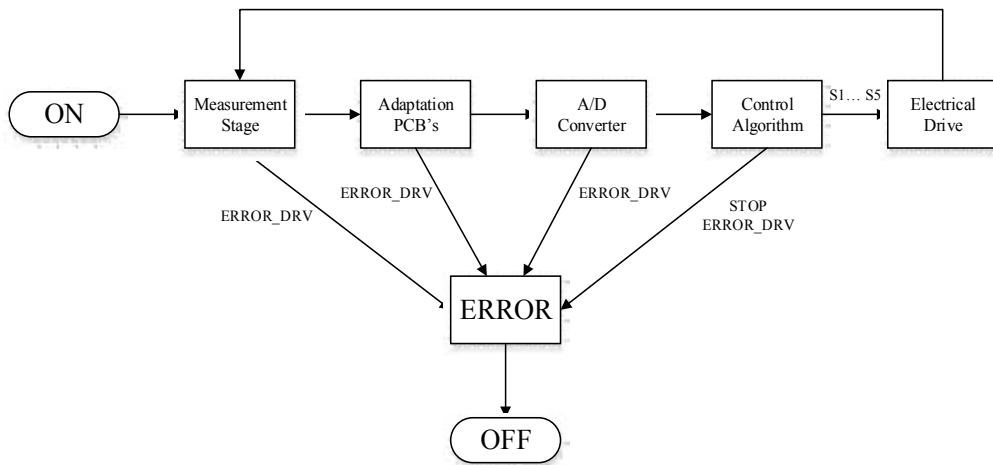 ON
Measurement
Stage
Adaptation
PCB's
A/D
Converter
Control
Algorithm
S1... S5
Electrical
Drive
ERROR_DRV
ERROR_DRV
ERROR_DRV
STOP
ERROR_DRV
ERROR
OFF